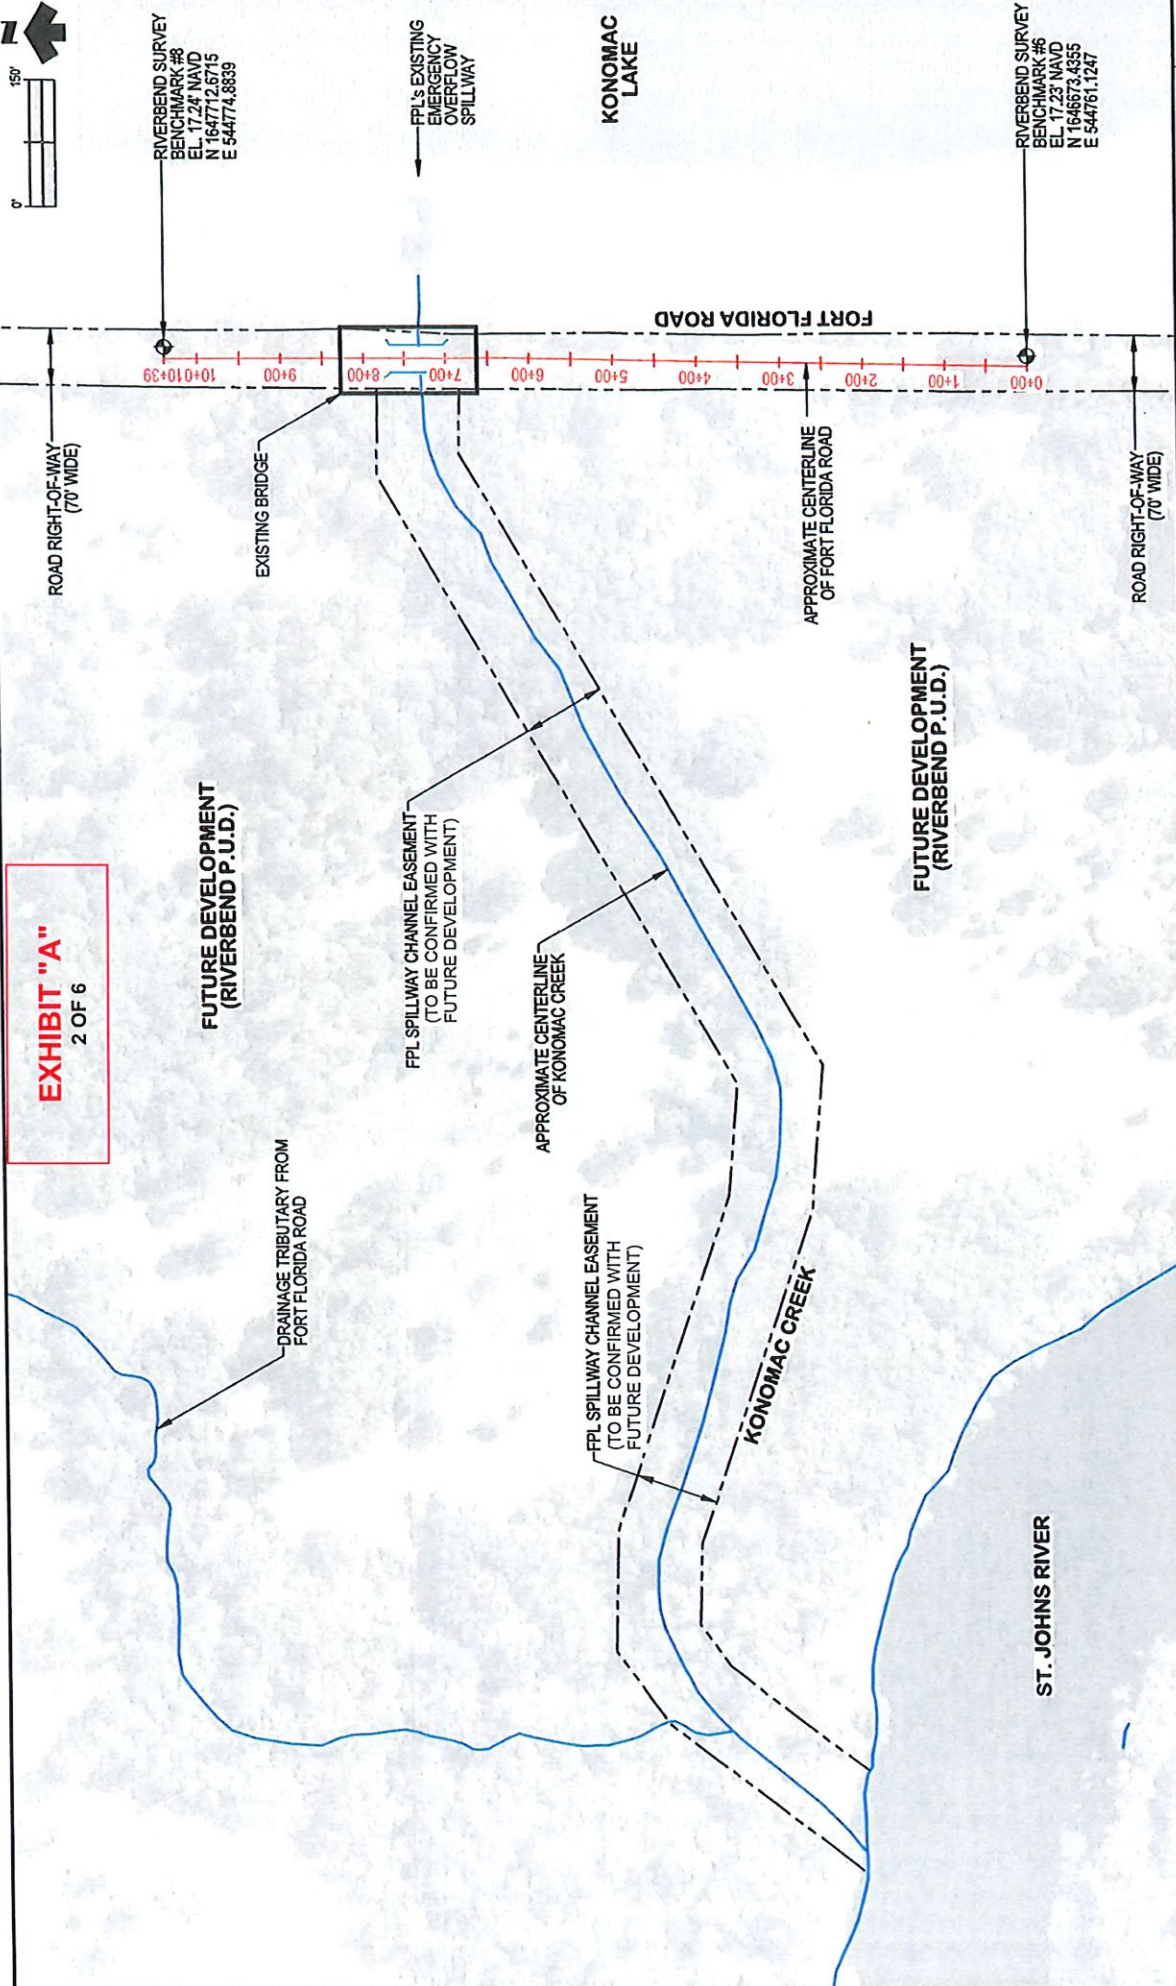 EXHIBIT "A"
2 OF 6
N
0'
150'
ROAD RIGHT-OF-WAY
(70' WIDE)
RIVERBEND SURVEY
BENCHMARK #8
EL. 17.24' NAVD
N 1647712.6715
E 544774.8839
FPL's EXISTING
EMERGENCY
OVERFLOW
SPILLWAY
KONOMAC
LAKE
RIVERBEND SURVEY
BENCHMARK #6
EL. 17.23' NAVD
N 1646673.4355
E 544761.1247
FORT FLORIDA ROAD
10+39
10+00
9+00
8+00
7+00
6+00
5+00
4+00
3+00
2+00
1+00
0+00
EXISTING BRIDGE
APPROXIMATE CENTERLINE
OF FORT FLORIDA ROAD
ROAD RIGHT-OF-WAY
(70' WIDE)
FUTURE DEVELOPMENT
(RIVERBEND P.U.D.)
FPL SPILLWAY CHANNEL EASEMENT
(TO BE CONFIRMED WITH
FUTURE DEVELOPMENT)
APPROXIMATE CENTERLINE
OF KONOMAC CREEK
FUTURE DEVELOPMENT
(RIVERBEND P.U.D.)
DRAINAGE TRIBUTARY FROM
FORT FLORIDA ROAD
FPL SPILLWAY CHANNEL EASEMENT
(TO BE CONFIRMED WITH
FUTURE DEVELOPMENT)
KONOMAC CREEK
ST. JOHNS RIVER